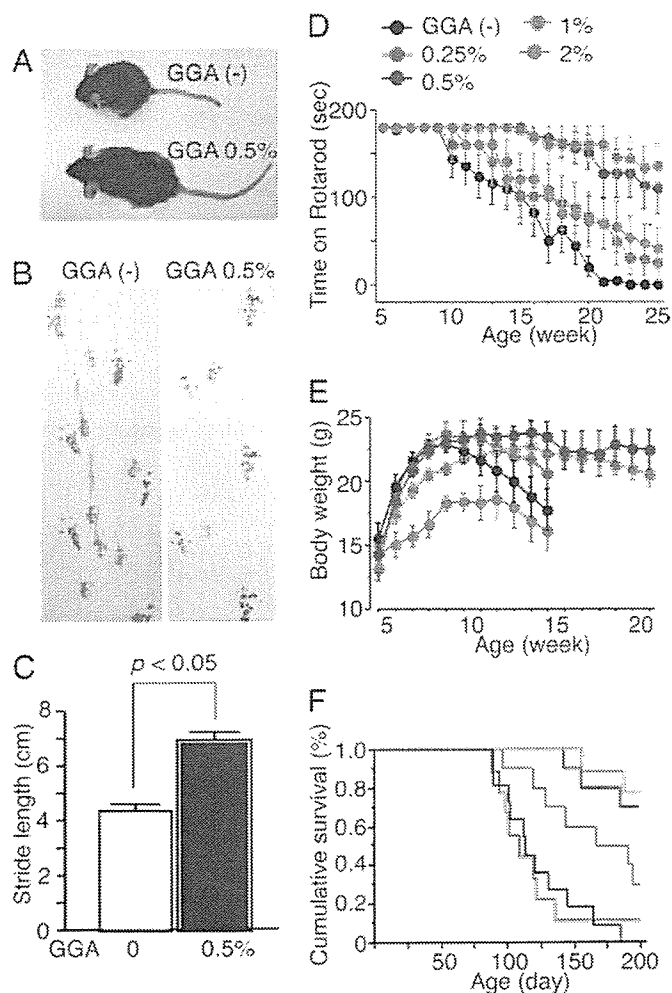 A
GGA (-)
GGA 0.5%
B
GGA (-) GGA 0.5%
C
p < 0.05
Stride length (cm)
8
6
4
2
0
GGA 0 0.5%
D
GGA (-) 1%
0.25% 2%
0.5%
Time on Rotarod (sec)
200
100
0
5 10 15 20 25
Age (week)
E
Body weight (g)
25
20
15
10
5 10 15 20
Age (week)
F
Cumulative survival (%)
1.0
0.8
0.6
0.4
0.2
0
50 100 150 200
Age (day)